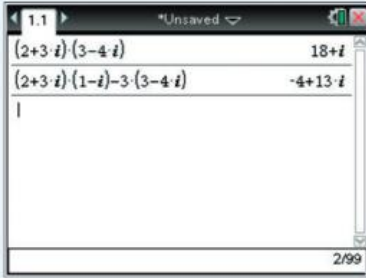 1.1 *Unsaved
(2+3·i)·(3−4·i) 18+i
(2+3·i)·(1−i)−3·(3−4·i) -4+13·i
2/99